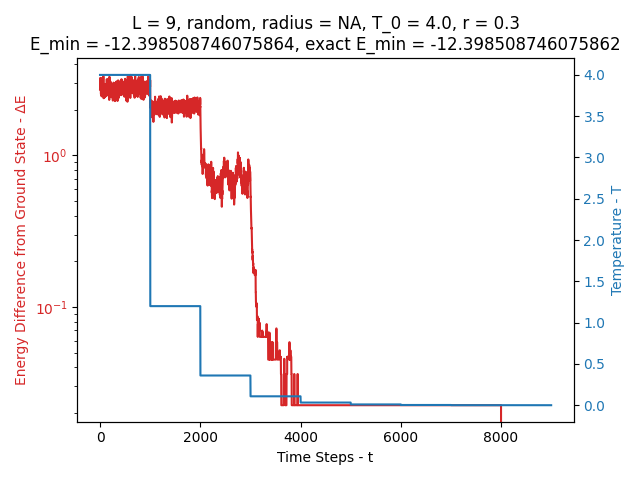 L = 9, random, radius = NA, T_0 = 4.0, r = 0.3
E_min = -12.398508746075864, exact E_min = -12.398508746075862
Energy Difference from Ground State - ΔE
10^0
10^-1
4.0
3.5
3.0
2.5
2.0
1.5
1.0
0.5
0.0
Temperature - T
0 2000 4000 6000 8000
Time Steps - t